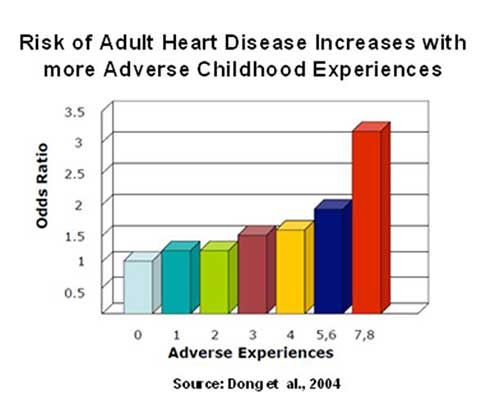 Risk of Adult Heart Disease Increases with
more Adverse Childhood Experiences
3.5
3
2.5
2
1.5
1
0.5
Odds Ratio
0 1 2 3 4 5,6 7,8
Adverse Experiences
Source: Dong et al., 2004